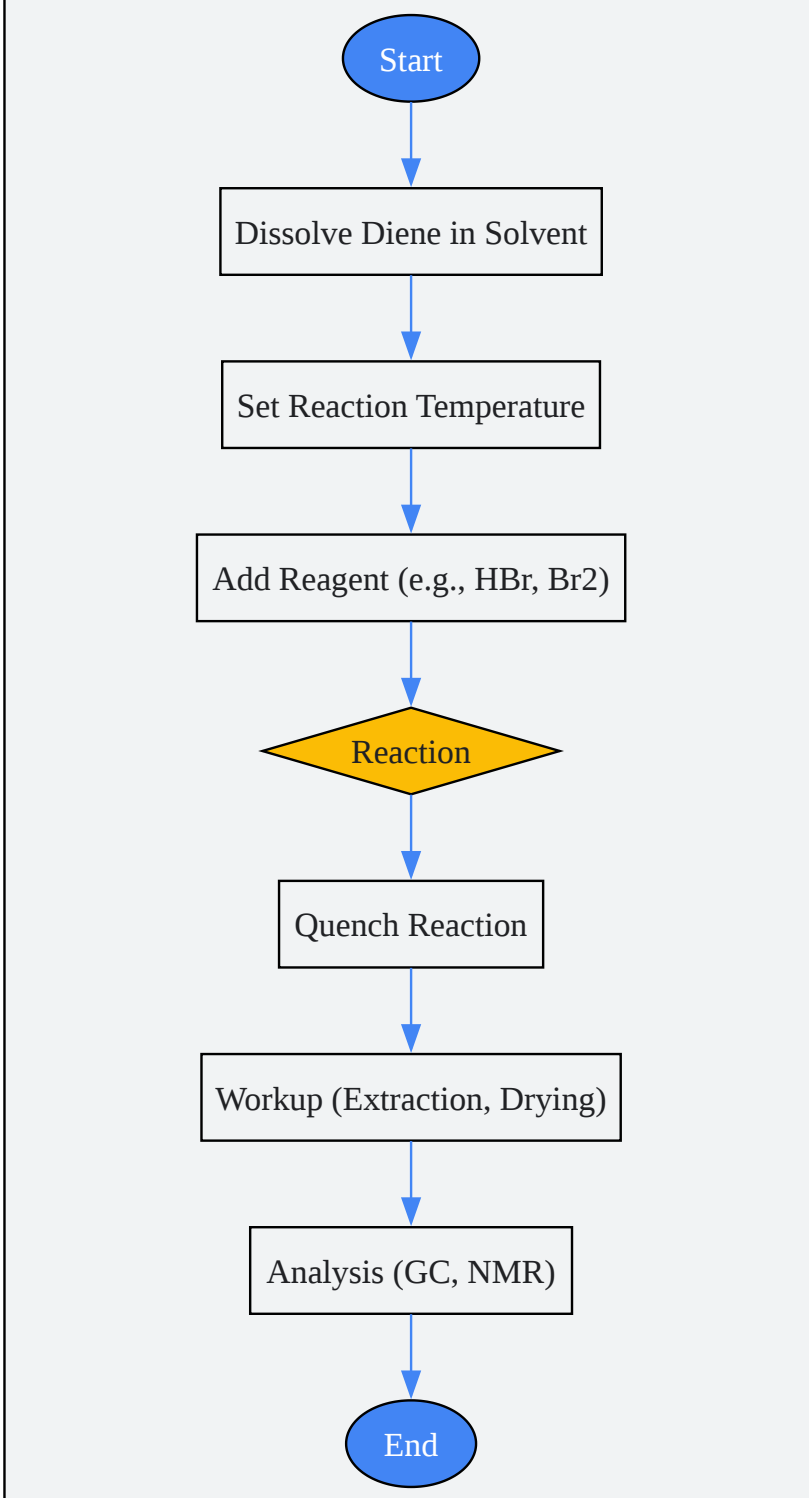 Start
Dissolve Diene in Solvent
Set Reaction Temperature
Add Reagent (e.g., HBr, Br2)
Reaction
Quench Reaction
Workup (Extraction, Drying)
Analysis (GC, NMR)
End